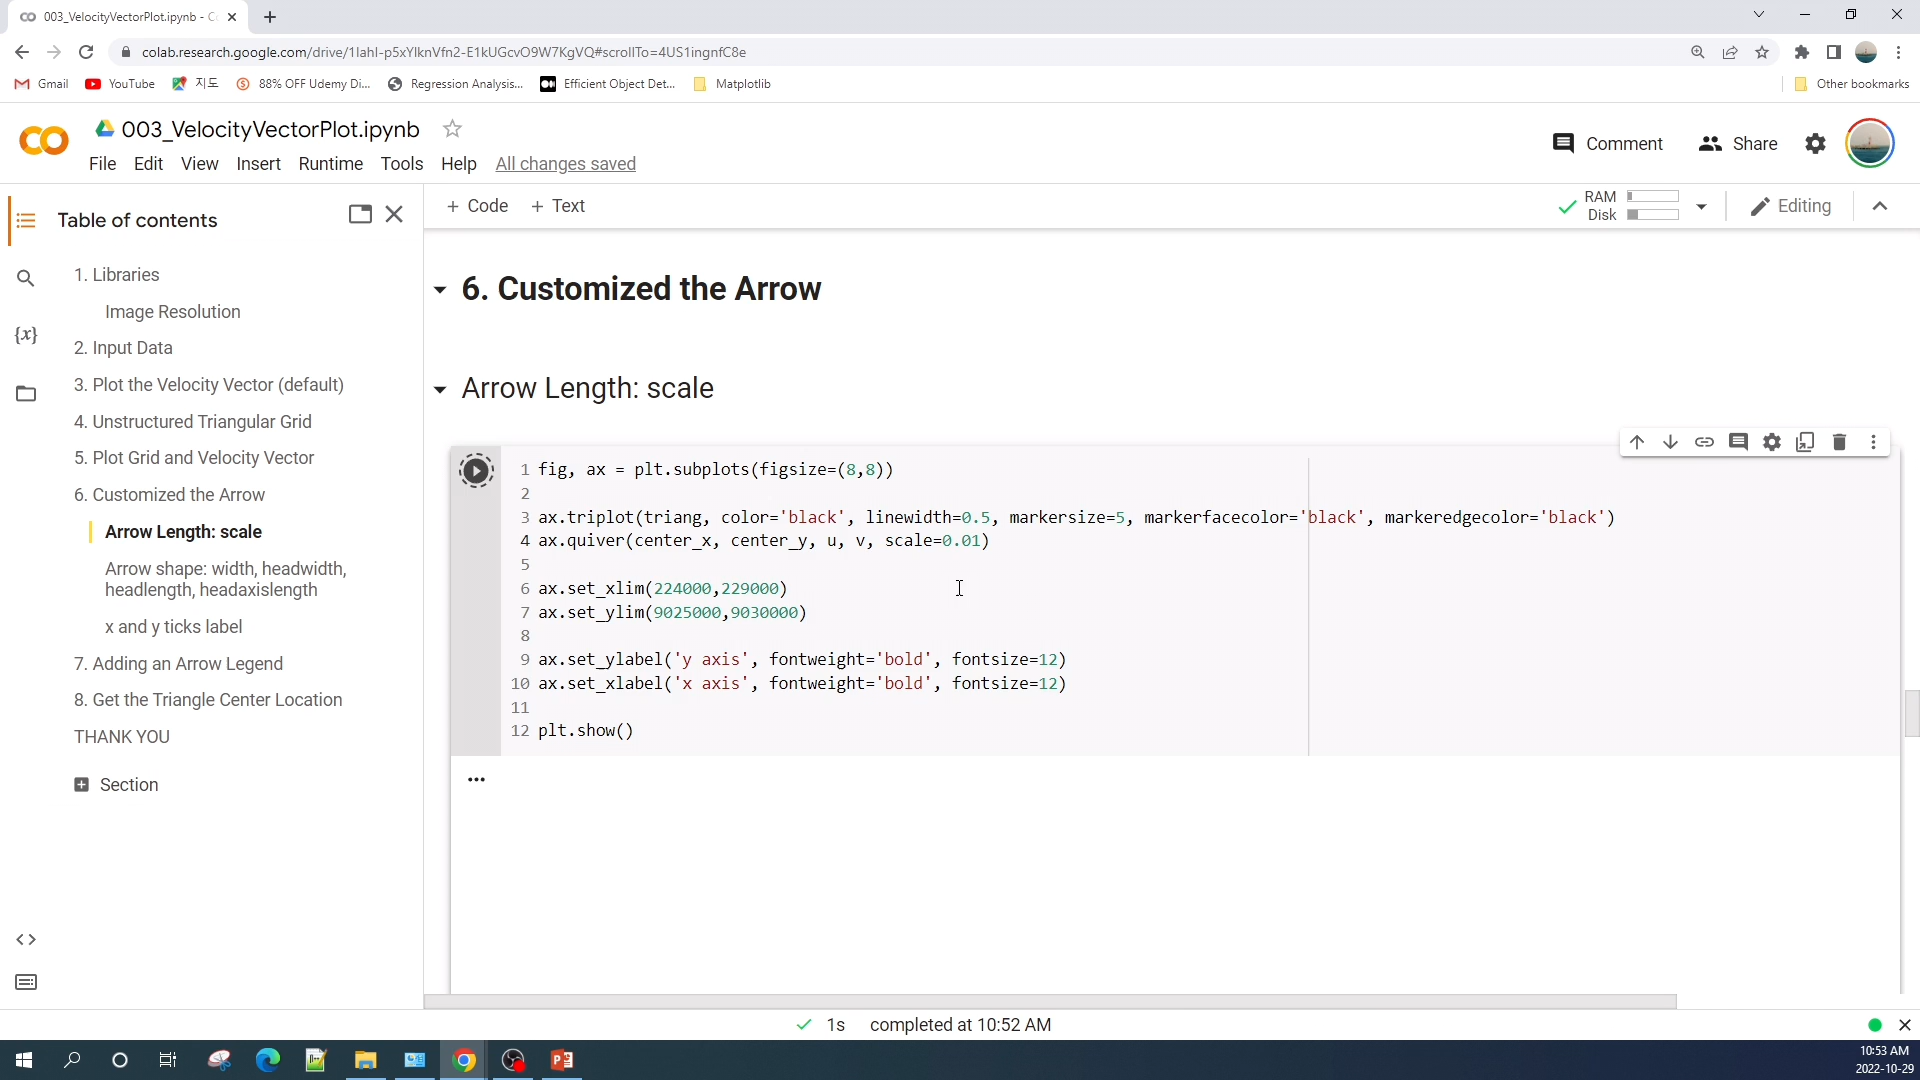 003_VelocityVectorPlot.ipynb - C
colab.research.google.com/drive/1lahI-p5xYlknVfn2-E1kUGcvO9W7KgVQ#scrollTo=4US1ingnfC8e
Gmail YouTube 지도 88% OFF Udemy Di... Regression Analysis... Efficient Object Det... Matplotlib Other bookmarks
003_VelocityVectorPlot.ipynb
Comment Share
File Edit View Insert Runtime Tools Help All changes saved
Table of contents
+ Code + Text
RAM
Disk
Editing
1. Libraries
Image Resolution
2. Input Data
3. Plot the Velocity Vector (default)
4. Unstructured Triangular Grid
5. Plot Grid and Velocity Vector
6. Customized the Arrow
Arrow Length: scale
Arrow shape: width, headwidth,
headlength, headaxislength
x and y ticks label
7. Adding an Arrow Legend
8. Get the Triangle Center Location
THANK YOU
Section
6. Customized the Arrow
Arrow Length: scale
1 fig, ax = plt.subplots(figsize=(8,8))
2
3 ax.triplot(triang, color='black', linewidth=0.5, markersize=5, markerfacecolor='black', markeredgecolor='black')
4 ax.quiver(center_x, center_y, u, v, scale=0.01)
5
6 ax.set_xlim(224000,229000)
7 ax.set_ylim(9025000,9030000)
8
9 ax.set_ylabel('y axis', fontweight='bold', fontsize=12)
10 ax.set_xlabel('x axis', fontweight='bold', fontsize=12)
11
12 plt.show()
...
1s completed at 10:52 AM
10:53 AM
2022-10-29